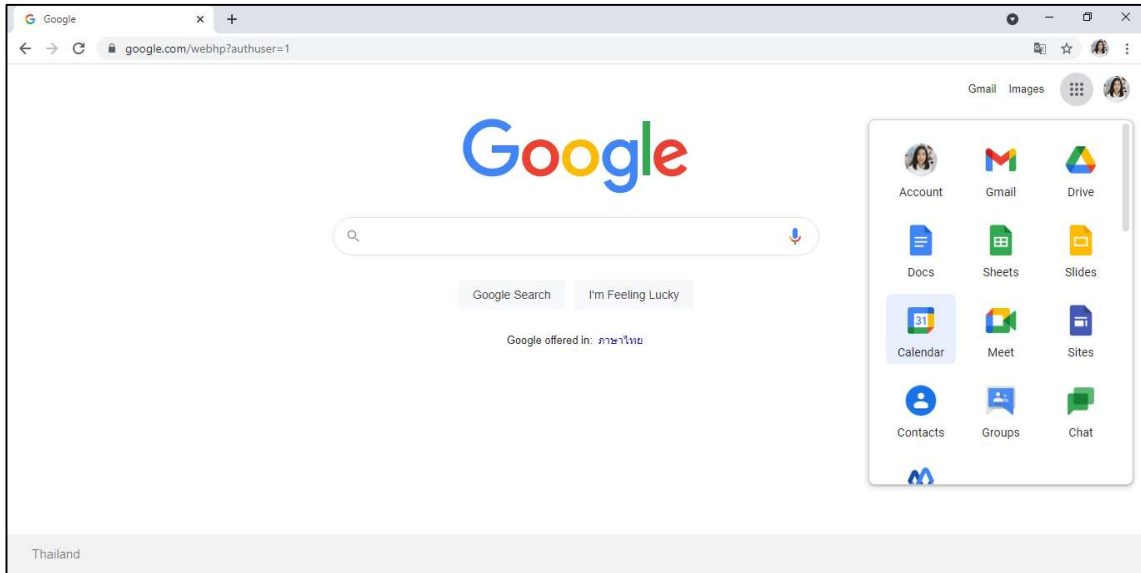 Google
google.com/webhp?authuser=1
Gmail Images
Google
Account Gmail Drive
Docs Sheets Slides
31
Calendar Meet Sites
Contacts Groups Chat
Google Search I'm Feeling Lucky
Google offered in: ภาษาไทย
Thailand